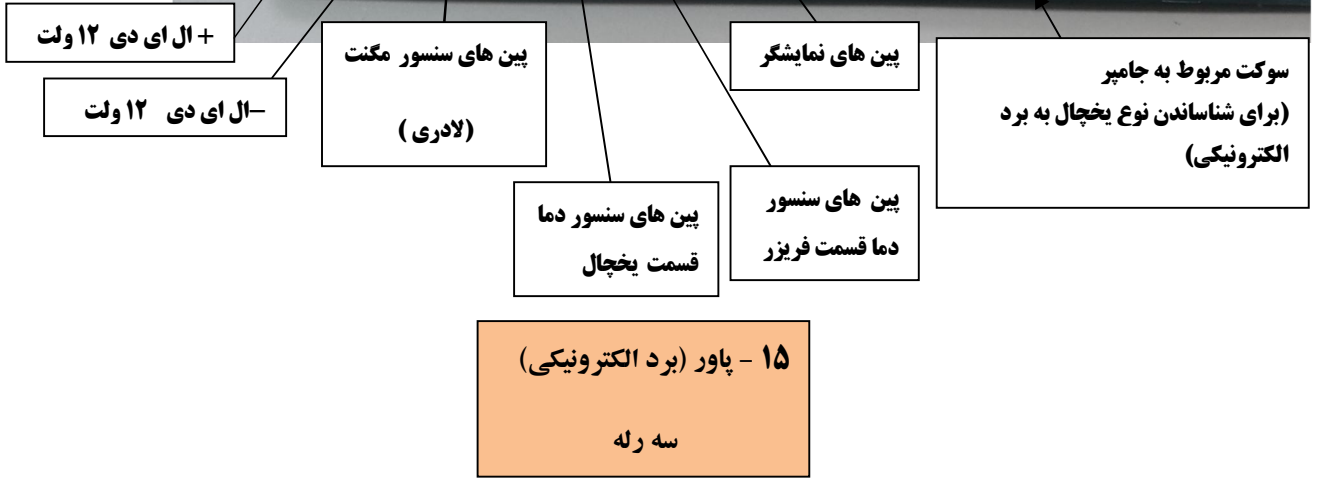 + ال ای دی ۱۲ ولت
–ال ای دی ۱۲ ولت
پین های سنسور مگنت
(لادری )
پین های سنسور دما
قسمت یخچال
پین های نمایشگر
پین های سنسور
دما قسمت فریزر
سوکت مربوط به جامپر
(برای شناساندن نوع یخچال به برد
الکترونیکی)
۱۵ - پاور (برد الکترونیکی)
سه رله